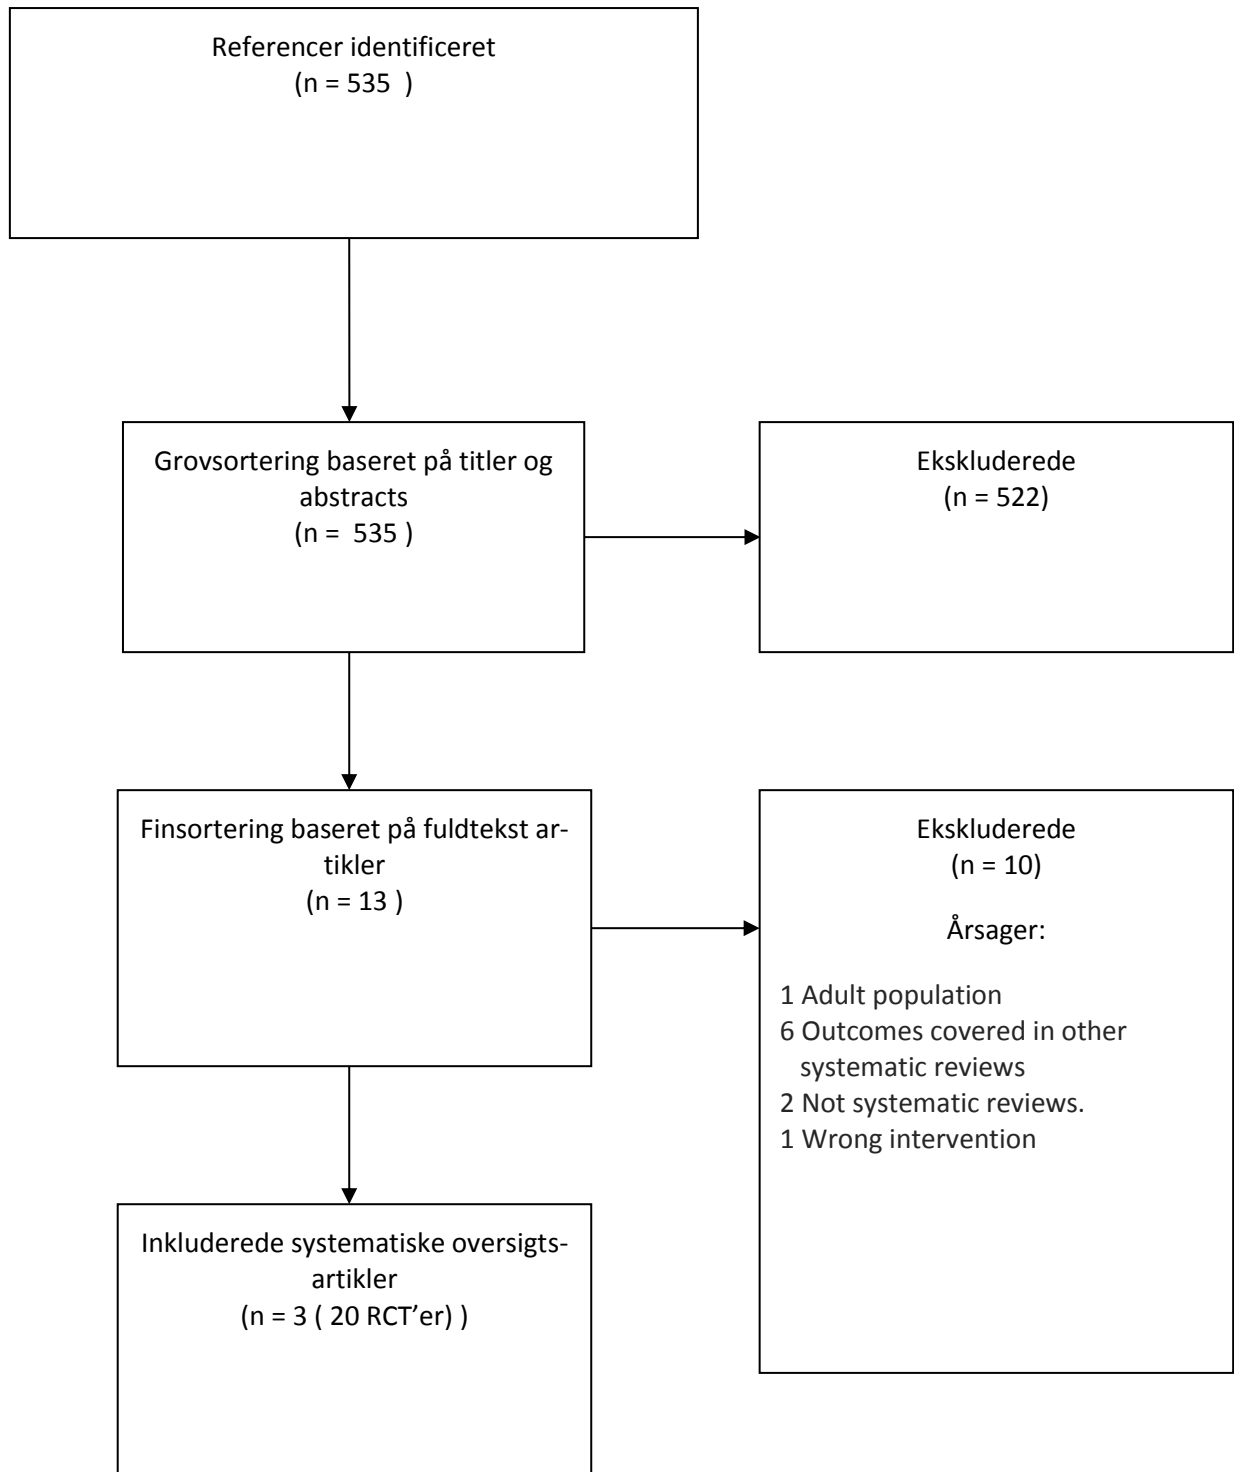 Referencer identificeret
(n = 535  )
Grovsortering baseret på titler og
abstracts
(n =  535 )
Ekskluderede
(n = 522)
Finsortering baseret på fuldtekst ar-
tikler
(n = 13 )
Ekskluderede
(n = 10)
Årsager:
1 Adult population
6 Outcomes covered in other
systematic reviews
2 Not systematic reviews.
1 Wrong intervention
Inkluderede systematiske oversigts-
artikler
(n = 3 ( 20 RCT’er) )